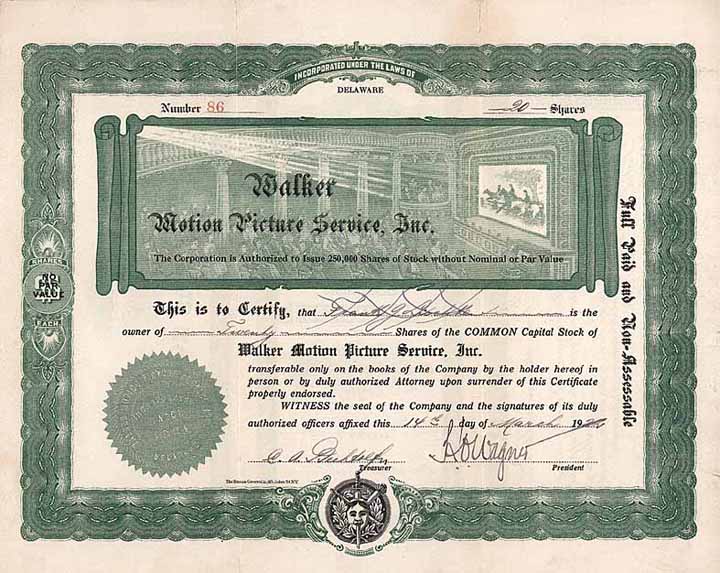 INCORPORATED UNDER THE LAWS OF
DELAWARE
Number 86
20 Shares
Walker
Motion Picture Service, Inc.
The Corporation is Authorized to Issue 250,000 Shares of Stock without Nominal or Par Value
SHARES
NO
PAR
VALUE
EACH
Full Paid and Non-Assessable
This is to Certify, that Frank is the
owner of Twenty Shares of the COMMON Capital Stock of
Walker Motion Picture Service, Inc.
transferable only on the books of the Company by the holder hereof in
person or by duly authorized Attorney upon surrender of this Certificate
properly endorsed.
WITNESS the seal of the Company and the signatures of its duly
authorized officers affixed this 14th day of March 19
C. A.
Treasurer
Wagner
President